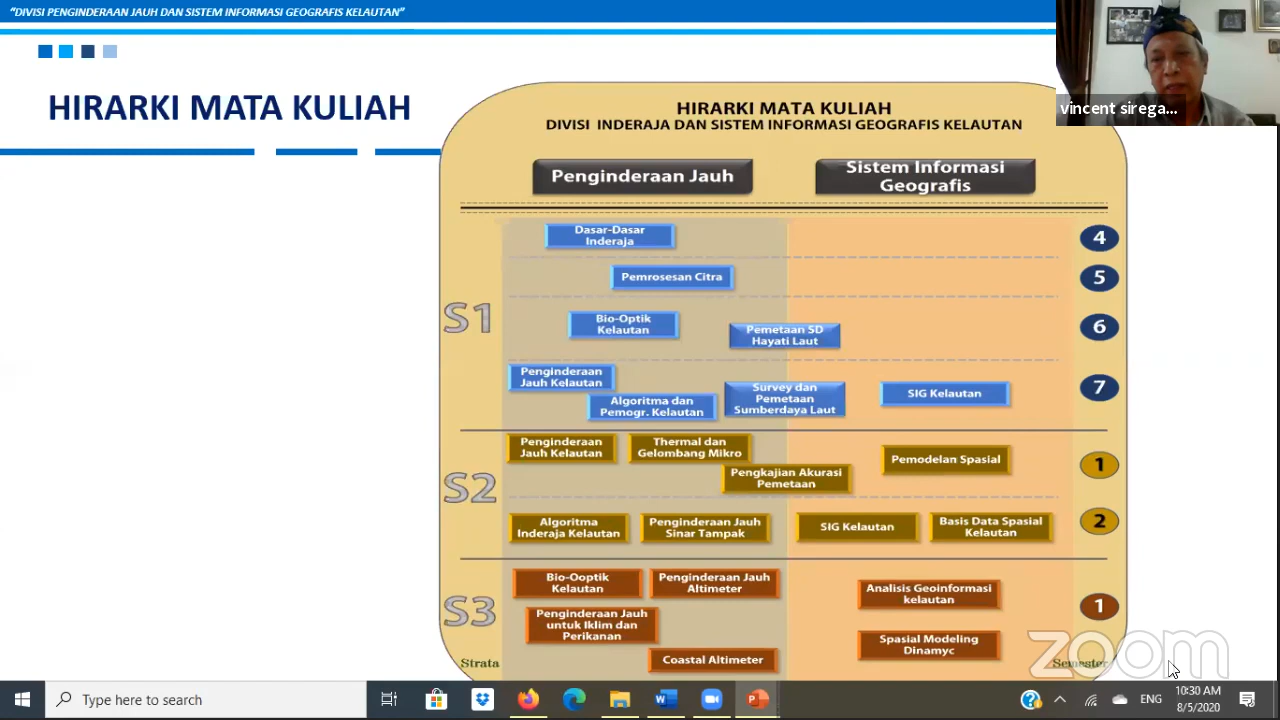 "DIVISI PENGINDERAAN JAUH DAN SISTEM INFORMASI GEOGRAFIS KELAUTAN"
vincent sirega...
HIRARKI MATA KULIAH
HIRARKI MATA KULIAH
DIVISI INDERAJA DAN SISTEM INFORMASI GEOGRAFIS KELAUTAN
Penginderaan Jauh
Sistem Informasi
Geografis
S1
Dasar-Dasar
Inderaja
4
Pemrosesan Citra
5
Bio-Optik
Kelautan
Pemetaan SD
Hayati Laut
6
Penginderaan
Jauh Kelautan
Algoritma dan
Pemogr. Kelautan
Survey dan
Pemetaan
Sumberdaya Laut
SIG Kelautan
7
S2
Penginderaan
Jauh Kelautan
Thermal dan
Gelombang Mikro
Pengkajian Akurasi
Pemetaan
Pemodelan Spasial
1
Algoritma
Inderaja Kelautan
Penginderaan Jauh
Sinar Tampak
SIG Kelautan
Basis Data Spasial
Kelautan
2
S3
Bio-Ooptik
Kelautan
Penginderaan Jauh
Altimeter
Analisis Geoinformasi
kelautan
1
Penginderaan Jauh
untuk Iklim dan
Perikanan
Spasial Modeling
Dinamyc
Coastal Altimeter
Strata
Semester
zoom
Type here to search
ENG
10:30 AM
8/5/2020